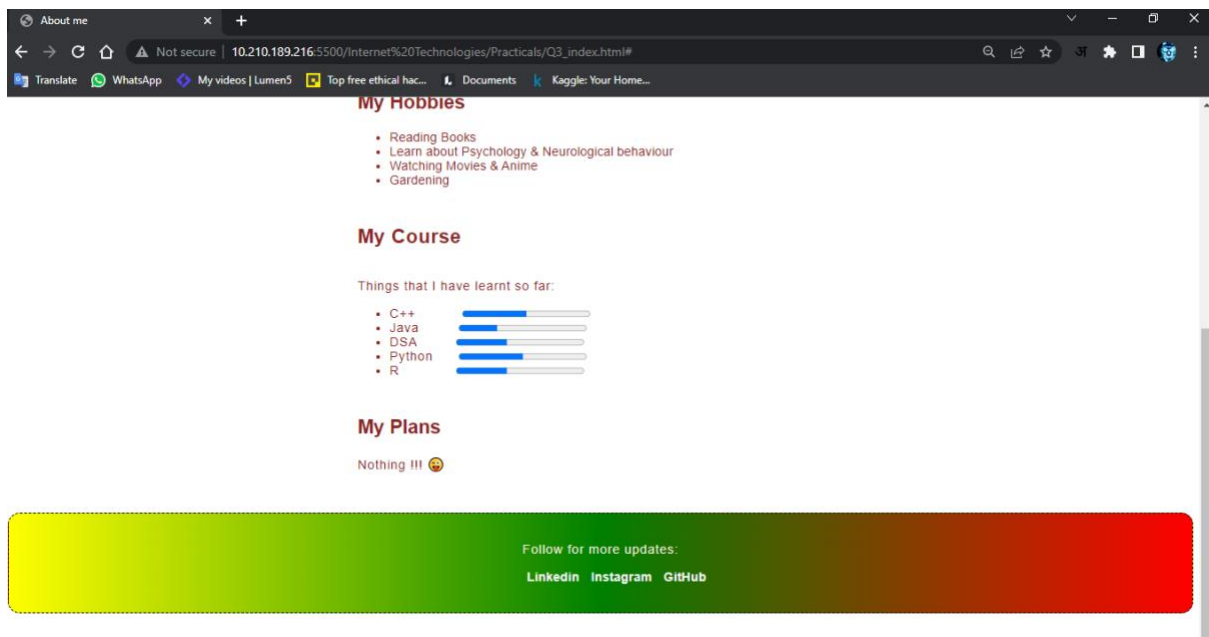 About me
Not secure | 10.210.189.216:5500/Internet%20Technologies/Practicals/Q3_index.html#
अ
Translate WhatsApp My videos | Lumen5 Top free ethical hac... Documents Kaggle: Your Home...
My Hobbies
• Reading Books
• Learn about Psychology & Neurological behaviour
• Watching Movies & Anime
• Gardening
My Course
Things that I have learnt so far:
• C++
• Java
• DSA
• Python
• R
My Plans
Nothing !!! 😛
Follow for more updates:
Linkedin Instagram GitHub